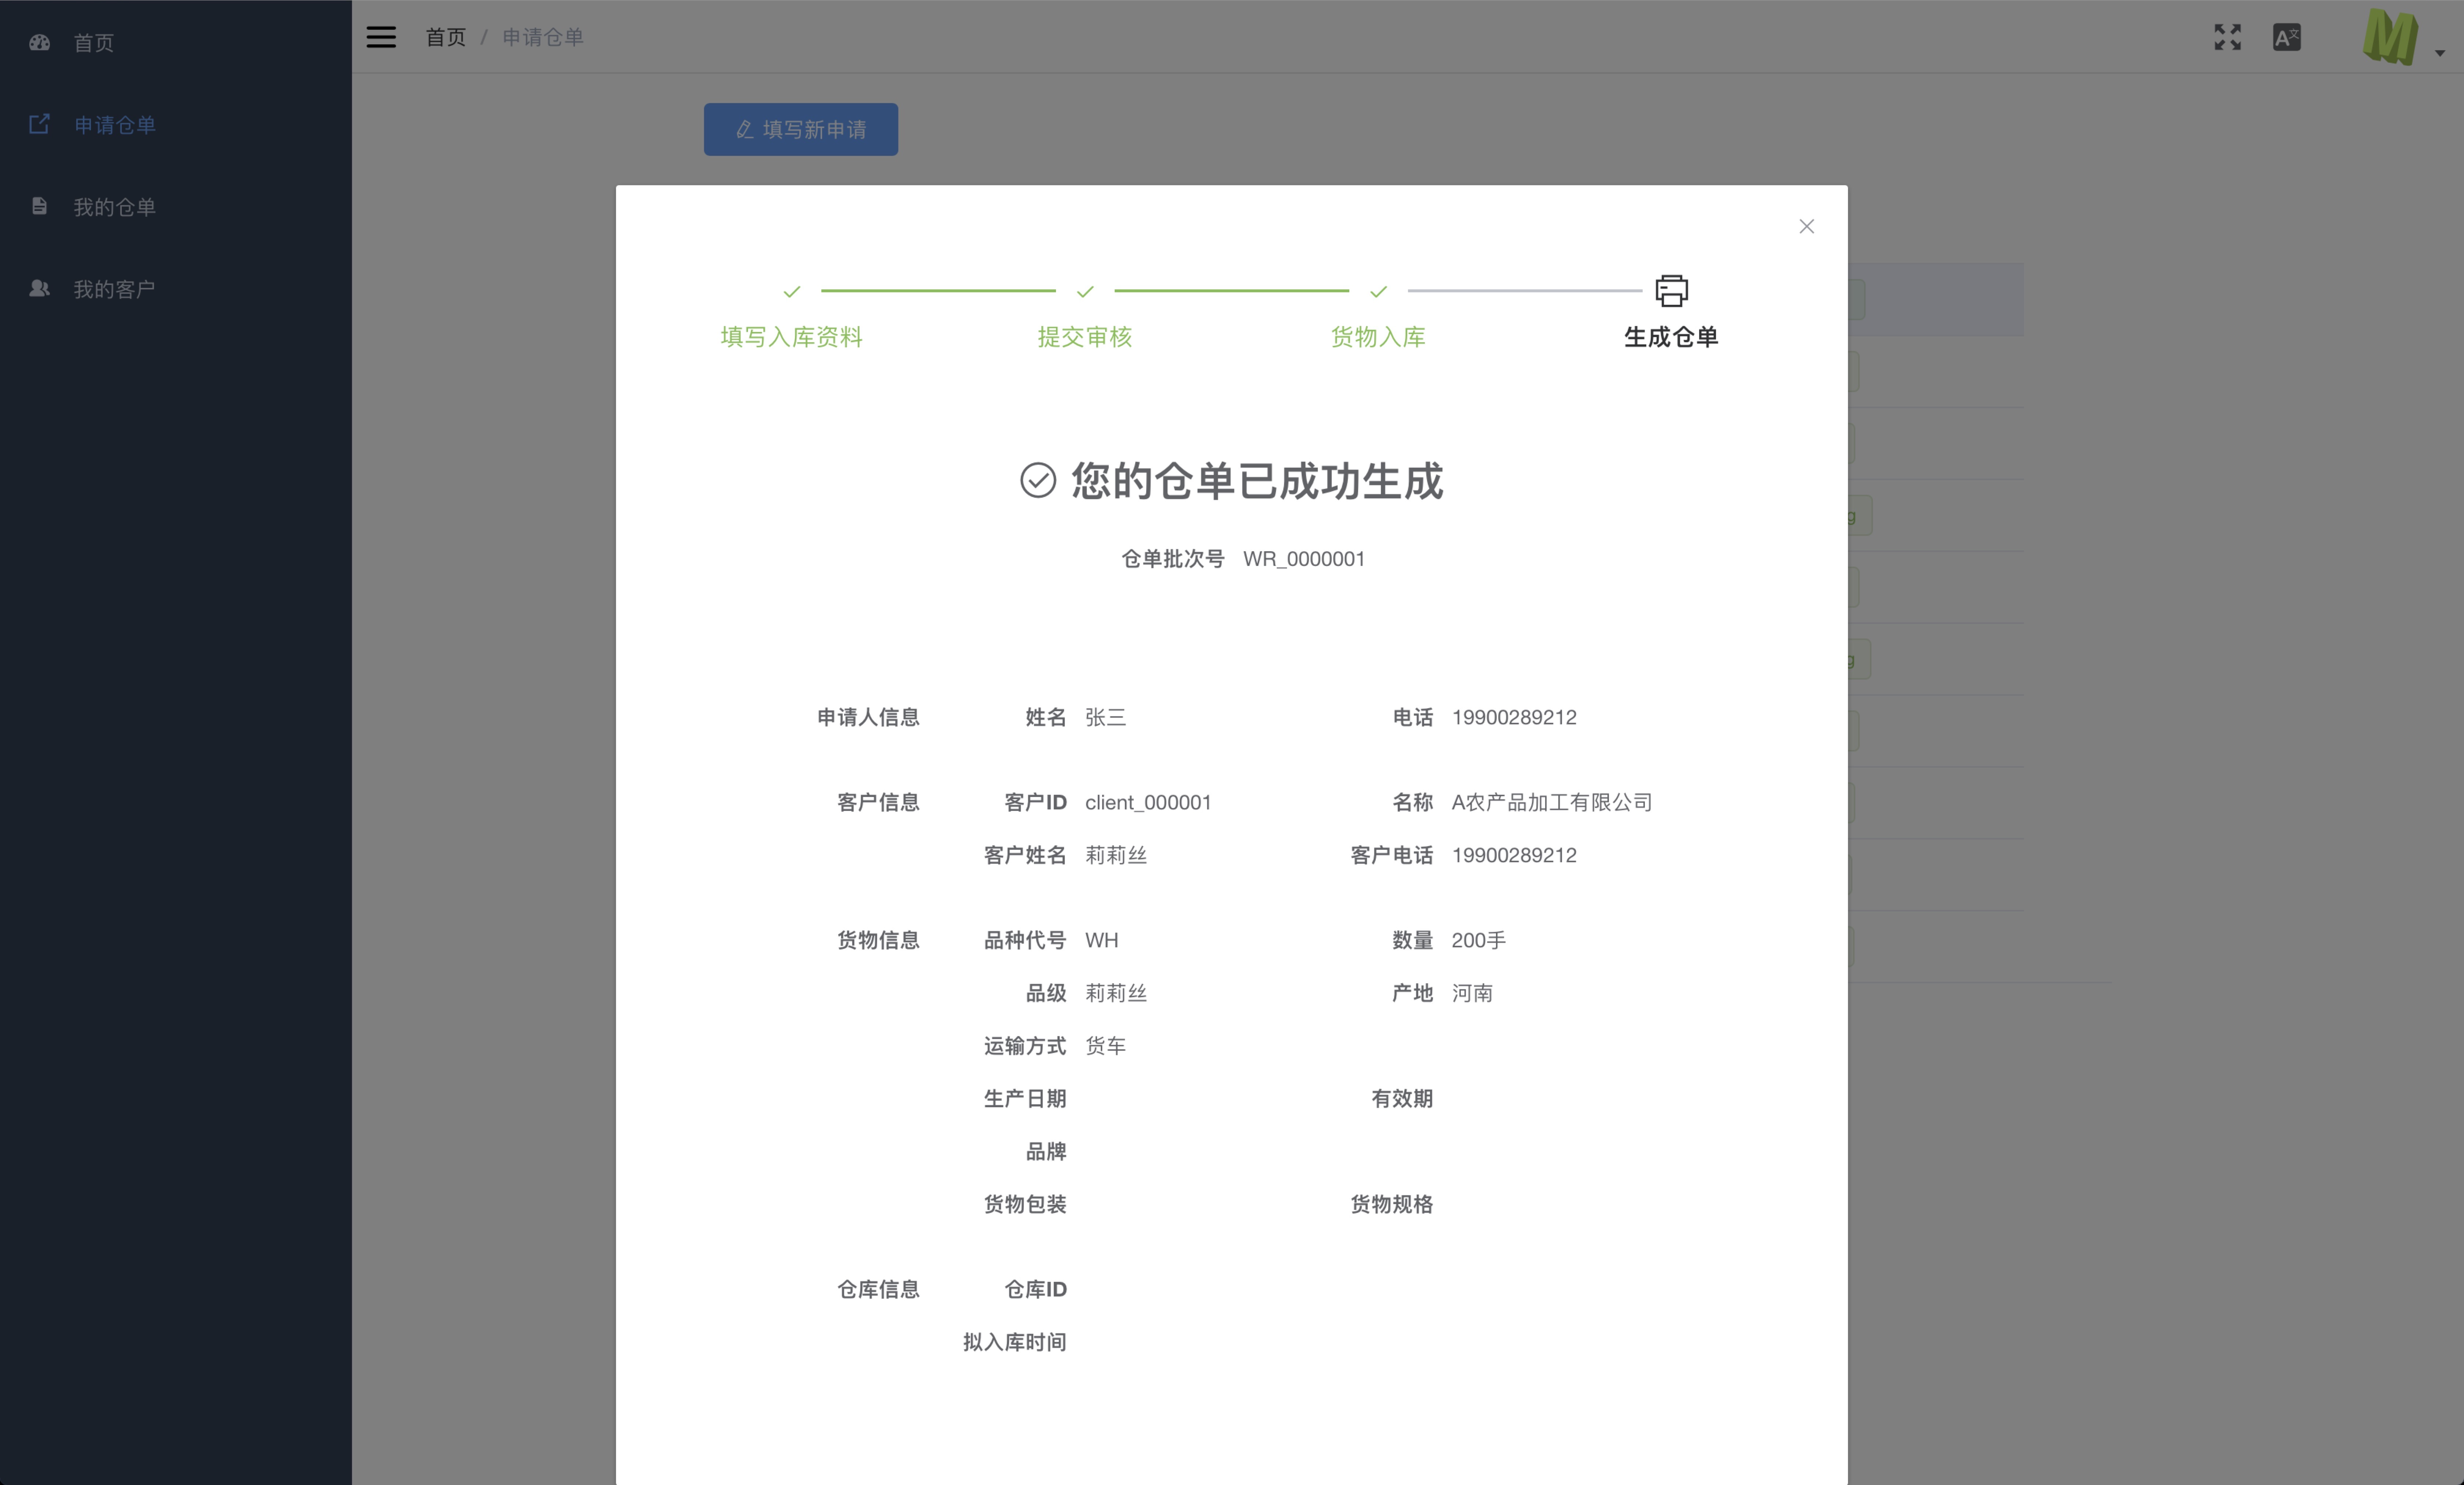 首页
申请仓单
我的仓单
我的客户
首页 / 申请仓单
填写新申请
填写入库资料 提交审核 货物入库 生成仓单
您的仓单已成功生成
仓单批次号 WR_0000001
申请人信息 姓名 张三 电话 19900289212
客户信息 客户ID client_000001 名称 A农产品加工有限公司
客户姓名 莉莉丝 客户电话 19900289212
货物信息 品种代号 WH 数量 200手
品级 莉莉丝 产地 河南
运输方式 货车
生产日期 有效期
品牌
货物包装 货物规格
仓库信息 仓库ID
拟入库时间